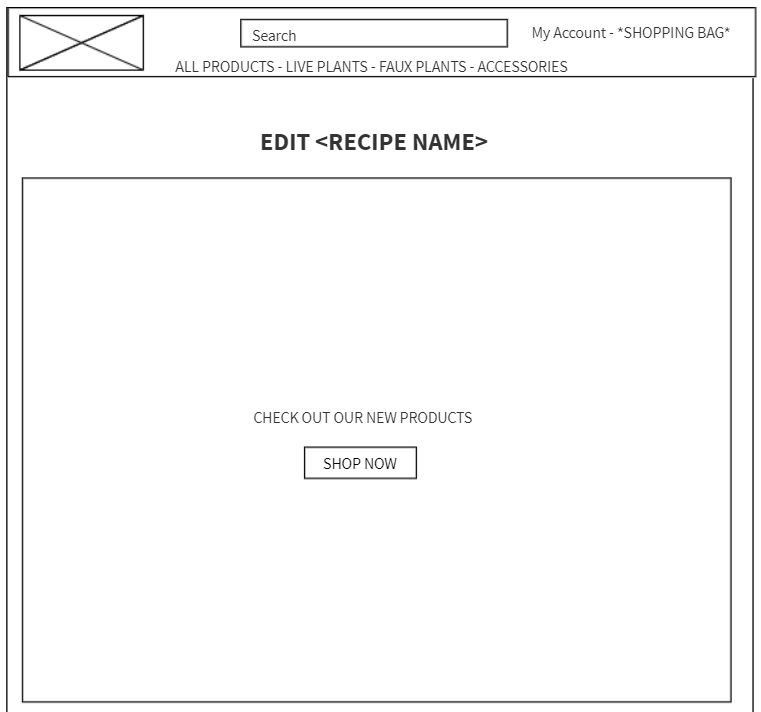 Search
My Account - *SHOPPING BAG*
ALL PRODUCTS - LIVE PLANTS - FAUX PLANTS - ACCESSORIES
EDIT <RECIPE NAME>
CHECK OUT OUR NEW PRODUCTS
SHOP NOW